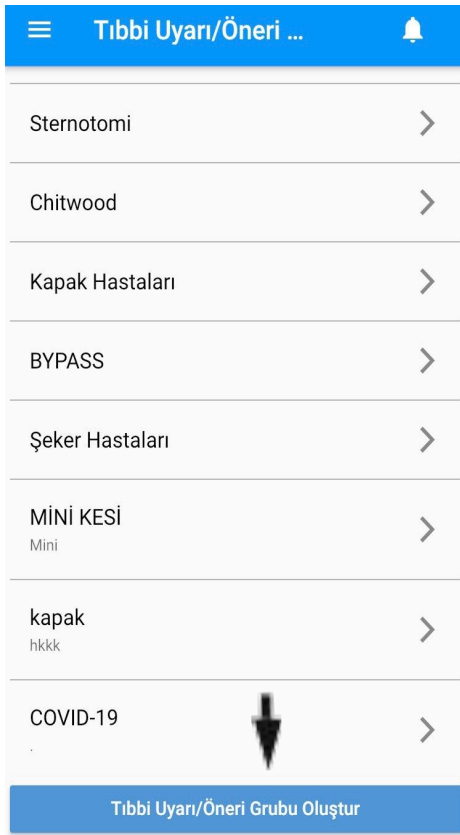 Tıbbi Uyarı/Öneri ...
Sternotomi
Chitwood
Kapak Hastaları
BYPASS
Şeker Hastaları
MİNİ KESİ
Mini
kapak
hkkk
COVID-19
.
Tıbbi Uyarı/Öneri Grubu Oluştur